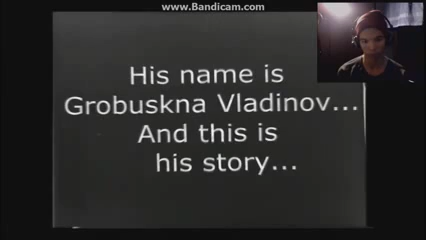 www.Bandicam.com
His name is
Grobuskna Vladinov...
And this is
his story...